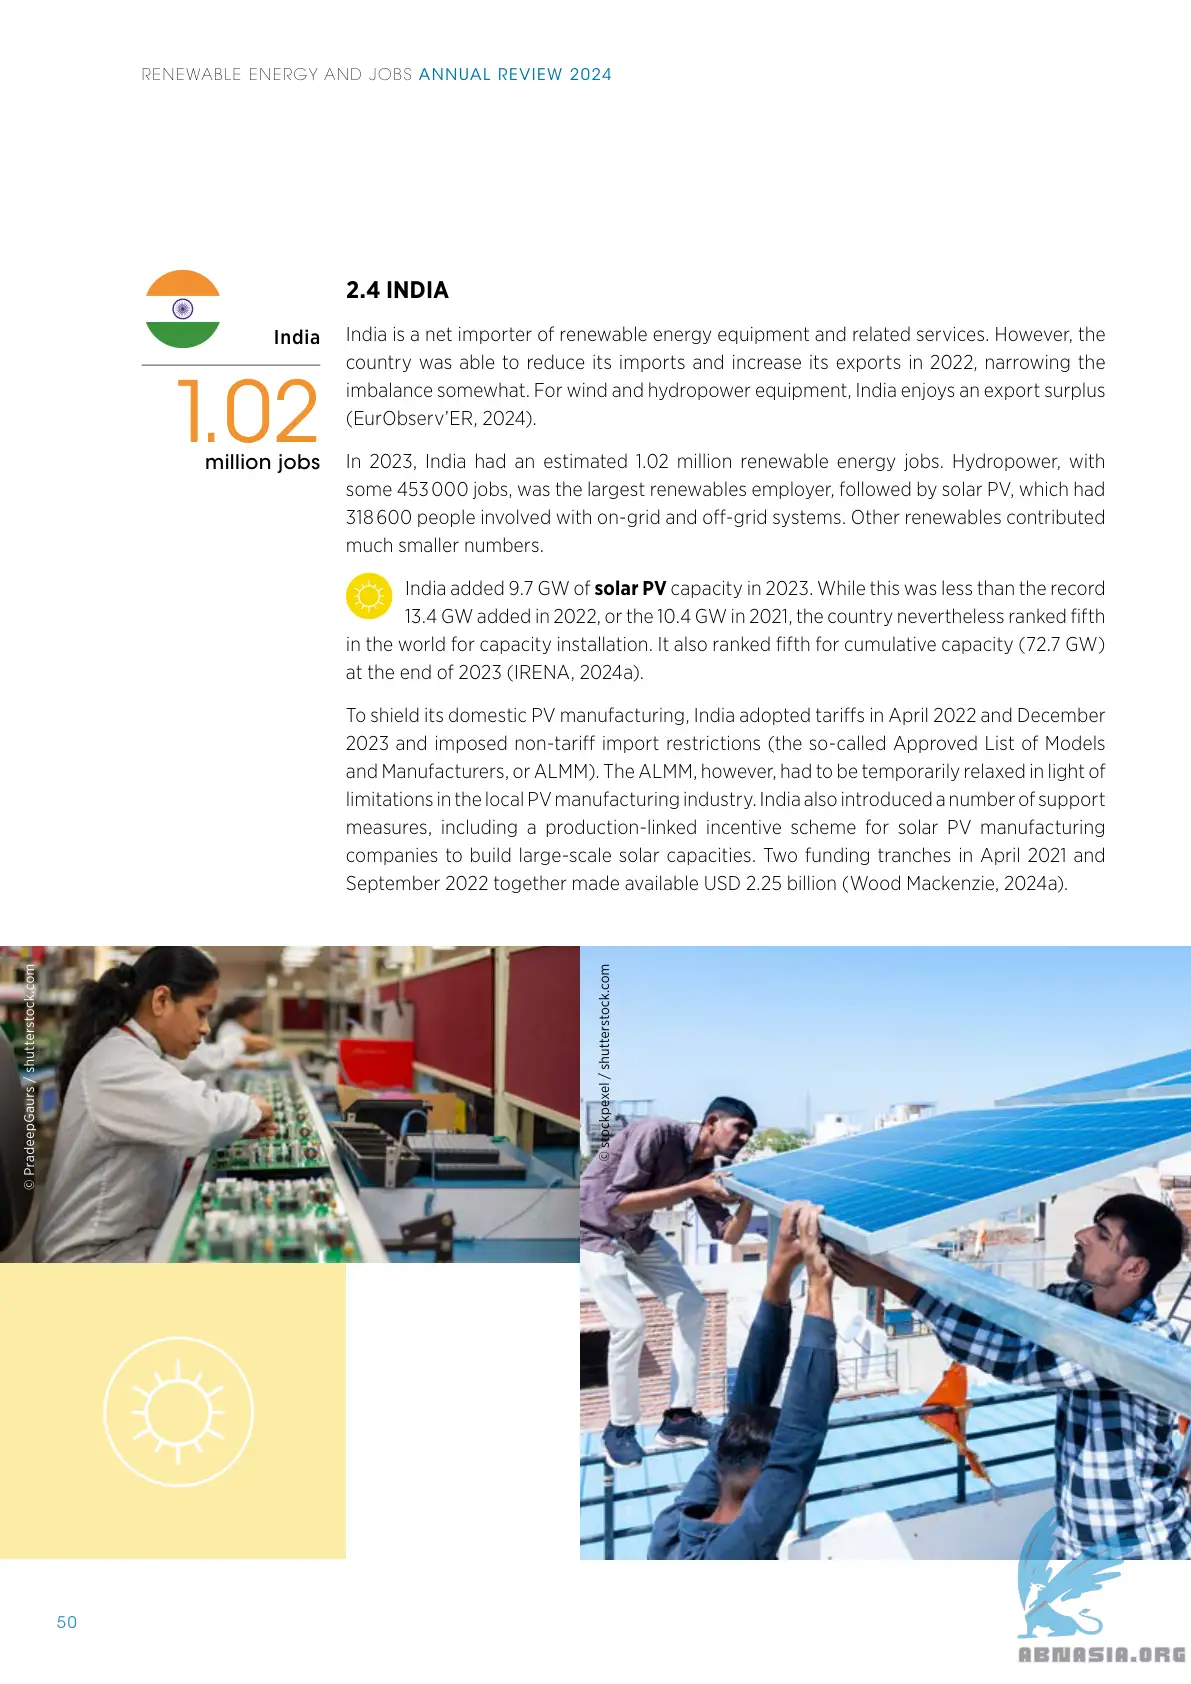 RENEWABLE ENERGY AND JOBS ANNUAL REVIEW 2024
India
1.02
million jobs
2.4 INDIA
India is a net importer of renewable energy equipment and related services. However, the
country was able to reduce its imports and increase its exports in 2022, narrowing the
imbalance somewhat. For wind and hydropower equipment, India enjoys an export surplus
(EurObserv’ER, 2024).
In 2023, India had an estimated 1.02 million renewable energy jobs. Hydropower, with
some 453 000 jobs, was the largest renewables employer, followed by solar PV, which had
318 600 people involved with on-grid and off-grid systems. Other renewables contributed
much smaller numbers.
India added 9.7 GW of solar PV capacity in 2023. While this was less than the record
13.4 GW added in 2022, or the 10.4 GW in 2021, the country nevertheless ranked fifth
in the world for capacity installation. It also ranked fifth for cumulative capacity (72.7 GW)
at the end of 2023 (IRENA, 2024a).
To shield its domestic PV manufacturing, India adopted tariffs in April 2022 and December
2023 and imposed non-tariff import restrictions (the so-called Approved List of Models
and Manufacturers, or ALMM). The ALMM, however, had to be temporarily relaxed in light of
limitations in the local PV manufacturing industry. India also introduced a number of support
measures, including a production-linked incentive scheme for solar PV manufacturing
companies to build large-scale solar capacities. Two funding tranches in April 2021 and
September 2022 together made available USD 2.25 billion (Wood Mackenzie, 2024a).
© PradeepGaurs / shutterstock.com
© stockpexel / shutterstock.com
50
ABNASIA.ORG